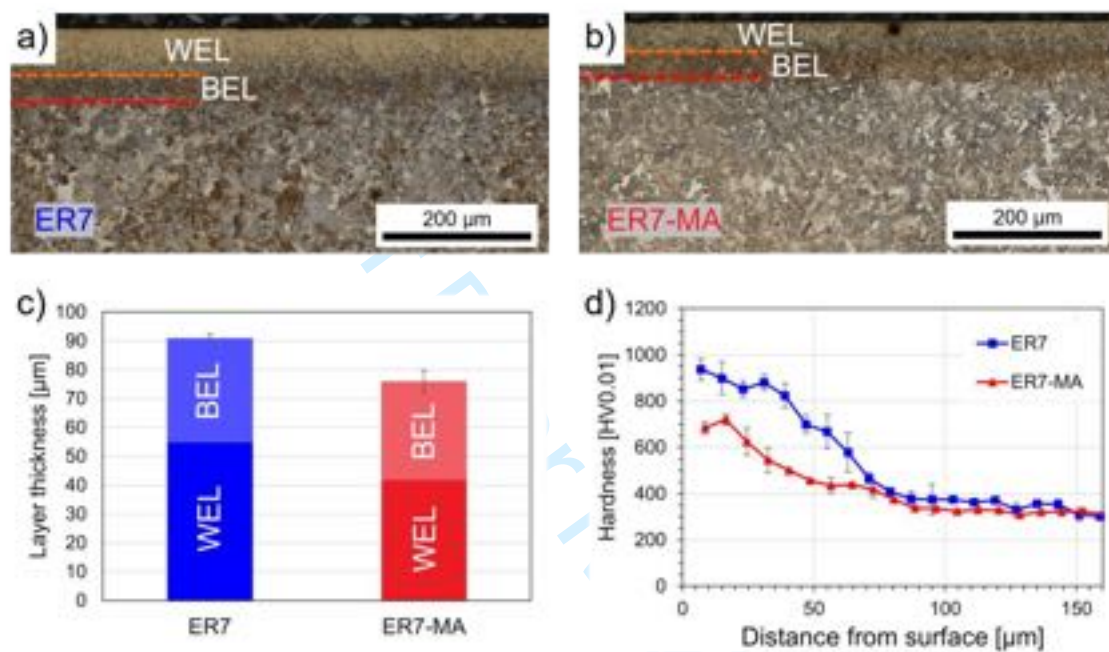 a)
WEL
BEL
ER7
200 µm
b)
WEL
BEL
ER7-MA
200 µm
c)
Layer thickness [µm]
100
90
80
70
60
50
40
30
20
10
0
BEL
WEL
BEL
WEL
ER7
ER7-MA
d)
Hardness [HV0.01]
1200
1000
800
600
400
200
0
ER7
ER7-MA
0
50
100
150
Distance from surface [µm]